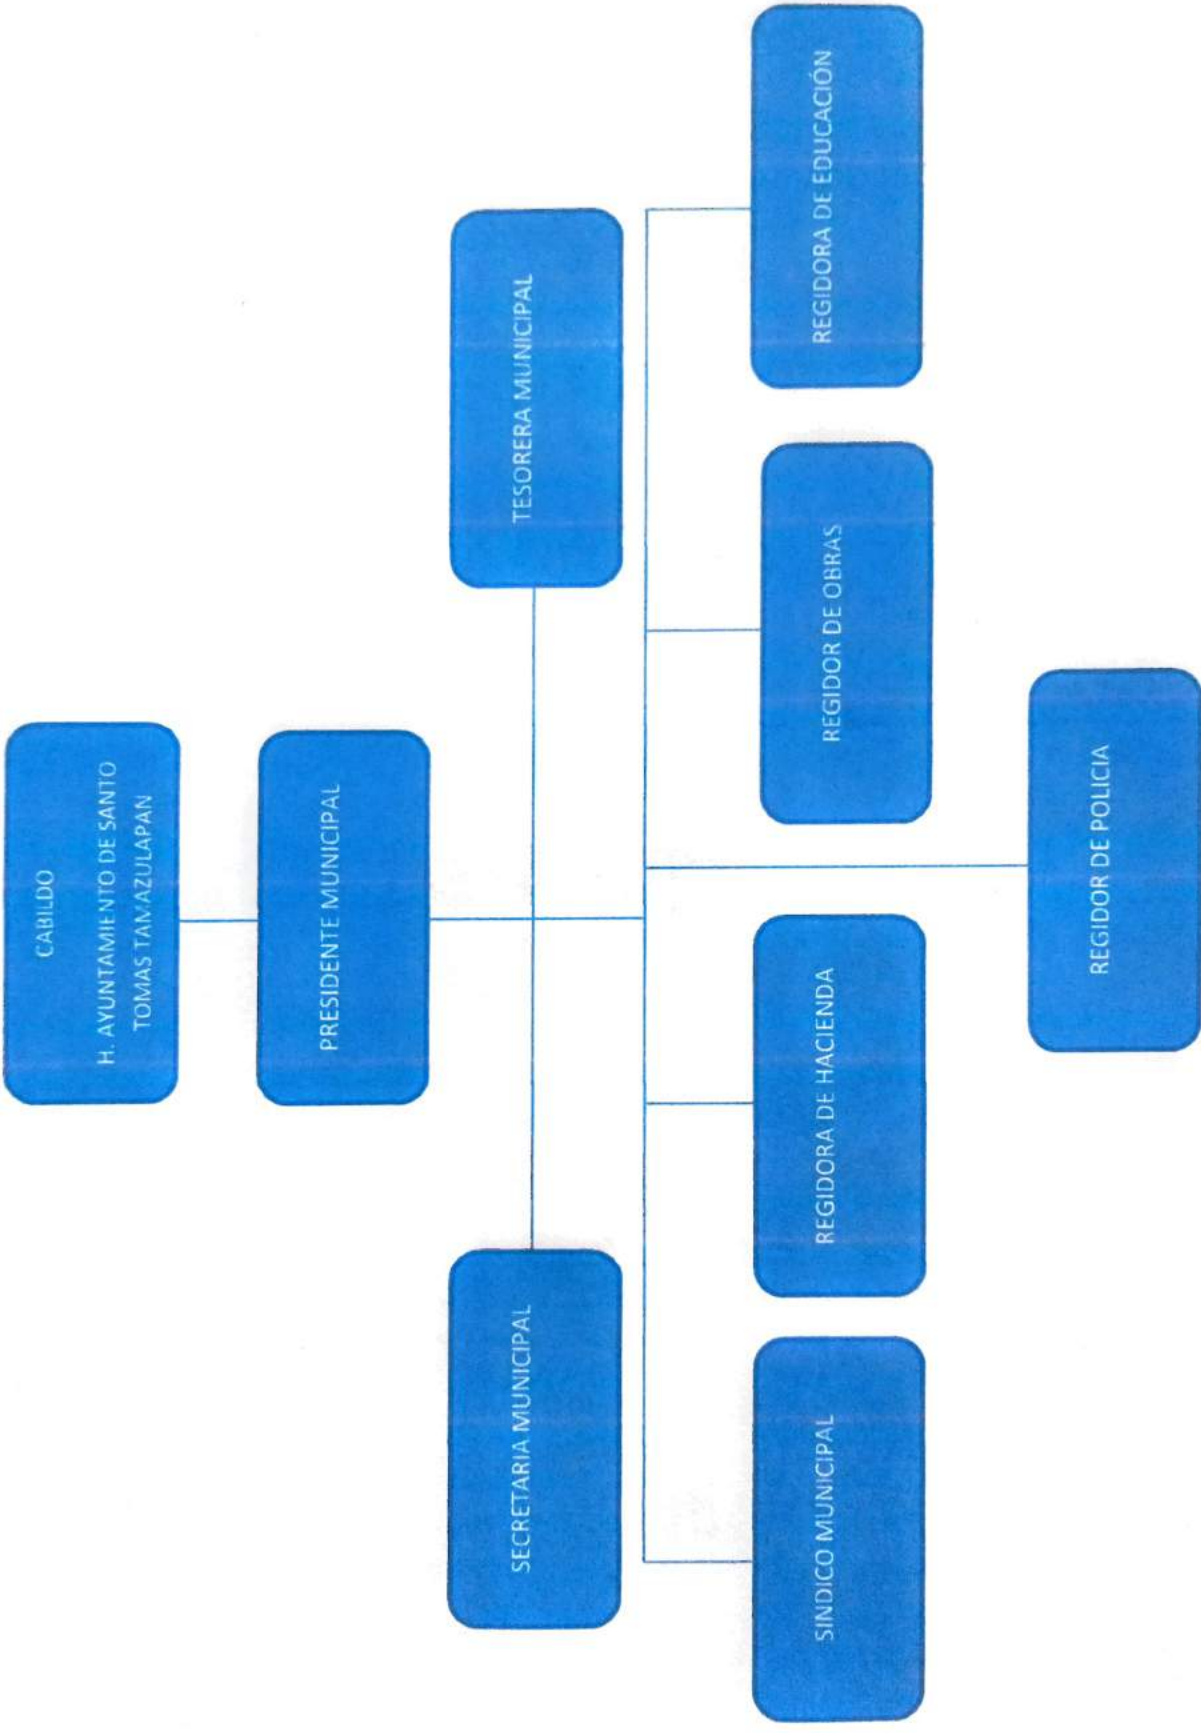 CABILDO
H. AYUNTAMIENTO DE SANTO
TOMAS TAMAZULAPAN
PRESIDENTE MUNICIPAL
SECRETARIA MUNICIPAL
TESORERA MUNICIPAL
SINDICO MUNICIPAL
REGIDORA DE HACIENDA
REGIDOR DE OBRAS
REGIDORA DE EDUCACIÓN
REGIDOR DE POLICIA